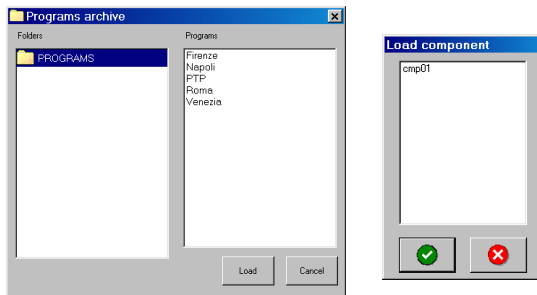 Programs archive
Folders
Programs
PROGRAMS
Firenze
Napoli
PTP
Roma
Venezia
Load
Cancel
Load component
cmp01